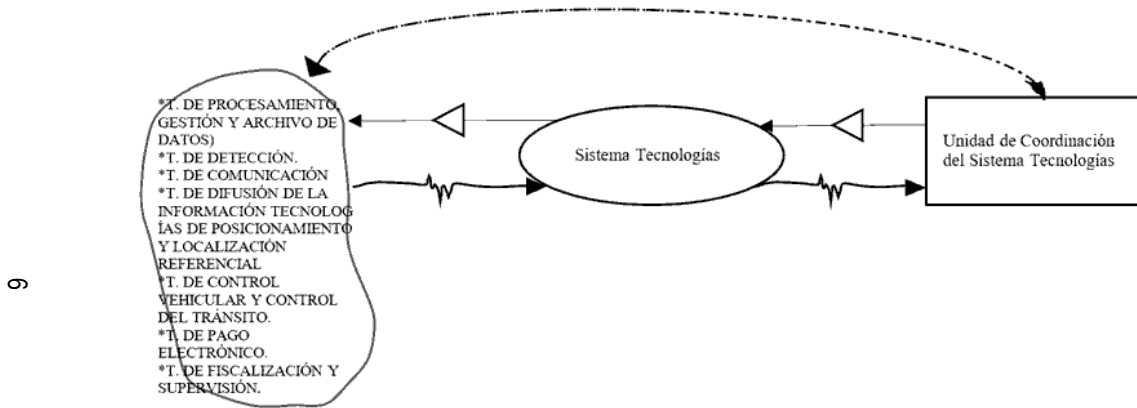 *T. DE PROCESAMIENTO,
GESTIÓN Y ARCHIVO DE
DATOS)
*T. DE DETECCIÓN.
*T. DE COMUNICACIÓN
*T. DE DIFUSIÓN DE LA
INFORMACIÓN TECNOLOG
ÍAS DE POSICIONAMIENTO
Y LOCALIZACIÓN
REFERENCIAL
*T. DE CONTROL
VEHICULAR Y CONTROL
DEL TRÁNSITO.
*T. DE PAGO
ELECTRÓNICO.
*T. DE FISCALIZACIÓN Y
SUPERVISIÓN.
Sistema Tecnologías
Unidad de Coordinación
del Sistema Tecnologías
9